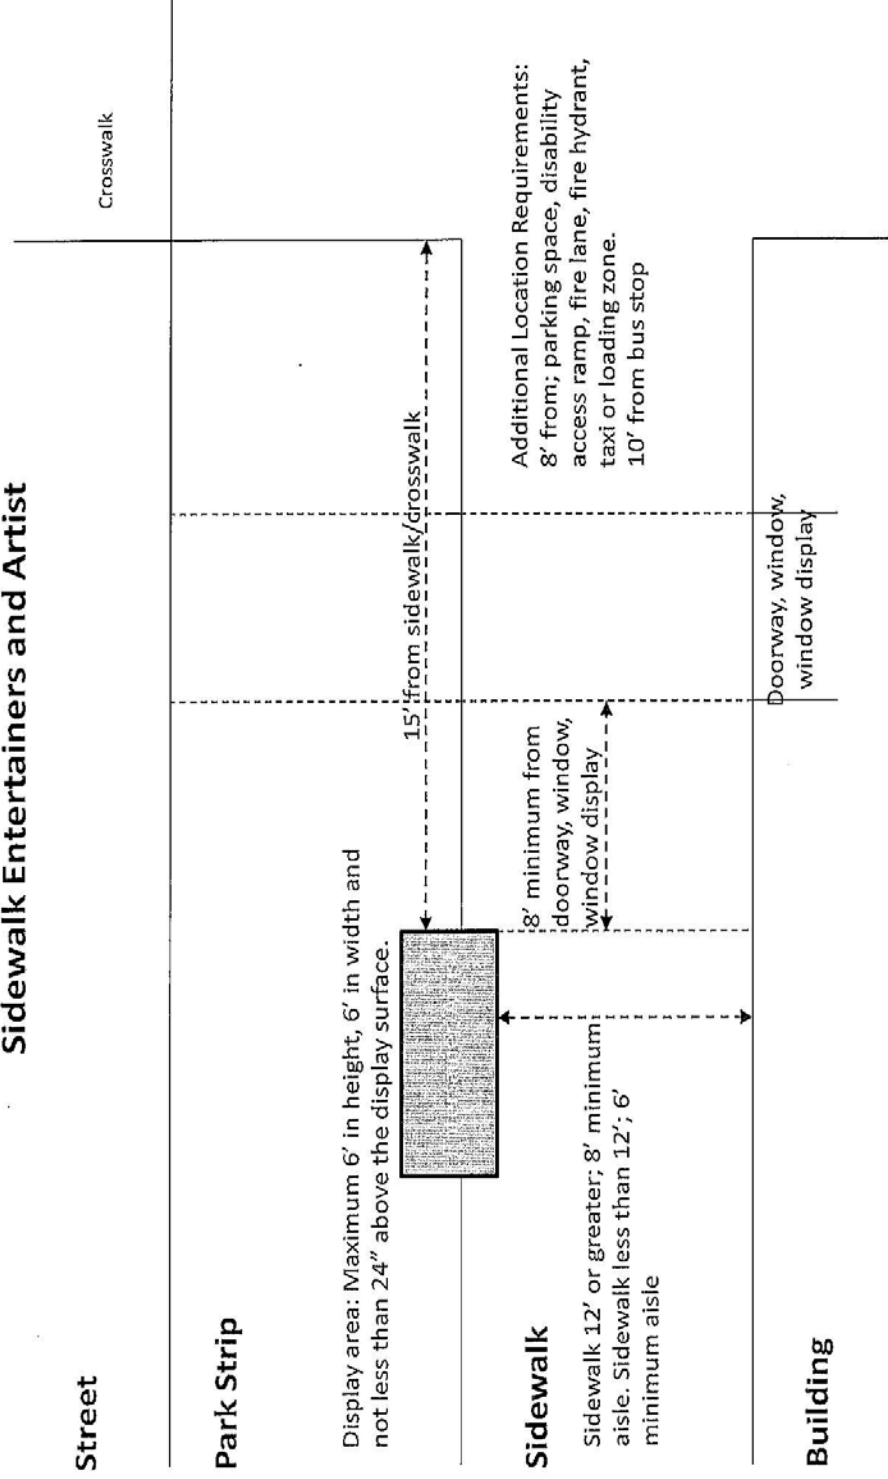 Sidewalk Entertainers and Artist
Street
Crosswalk
Park Strip
Display area: Maximum 6’ in height, 6’ in width and
not less than 24” above the display surface.
15’ from sidewalk/crosswalk
Sidewalk
8’ minimum from
doorway, window,
window display
Additional Location Requirements:
8’ from; parking space, disability
access ramp, fire lane, fire hydrant,
taxi or loading zone.
10’ from bus stop
Sidewalk 12’ or greater; 8’ minimum
aisle. Sidewalk less than 12’; 6’
minimum aisle
Doorway, window,
window display
Building